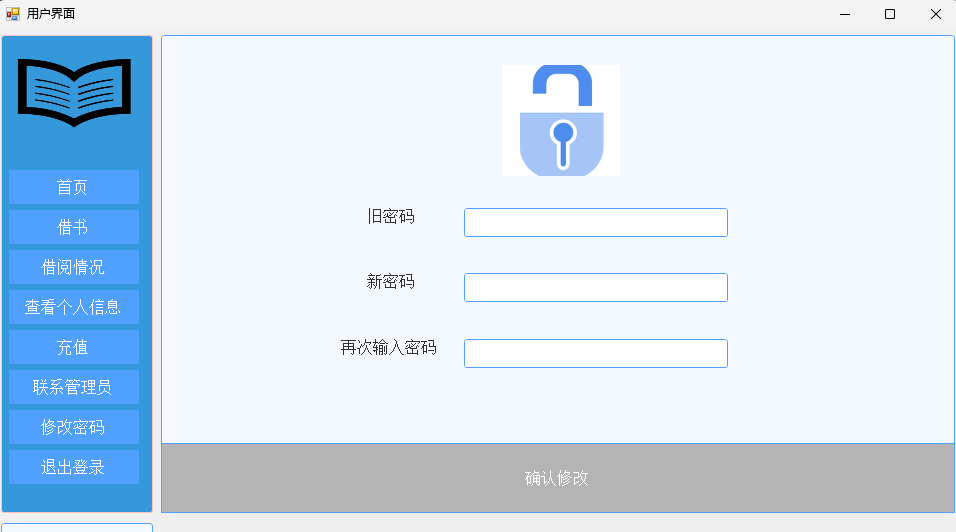 用户界面
首页
借书
借阅情况
查看个人信息
充值
联系管理员
修改密码
退出登录
旧密码
新密码
再次输入密码
确认修改